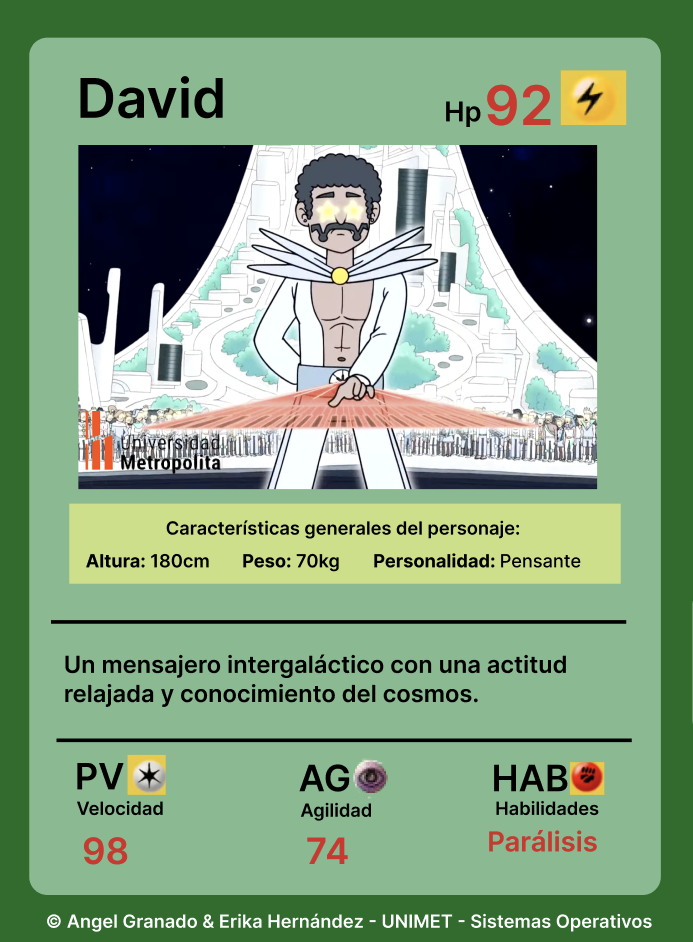 David
Hp 92
Universidad
Metropolita
Características generales del personaje:
Altura: 180cm Peso: 70kg Personalidad: Pensante
Un mensajero intergaláctico con una actitud
relajada y conocimiento del cosmos.
PV AG HAB
Velocidad Agilidad Habilidades
98 74 Parálisis
© Angel Granado & Erika Hernández - UNIMET - Sistemas Operativos